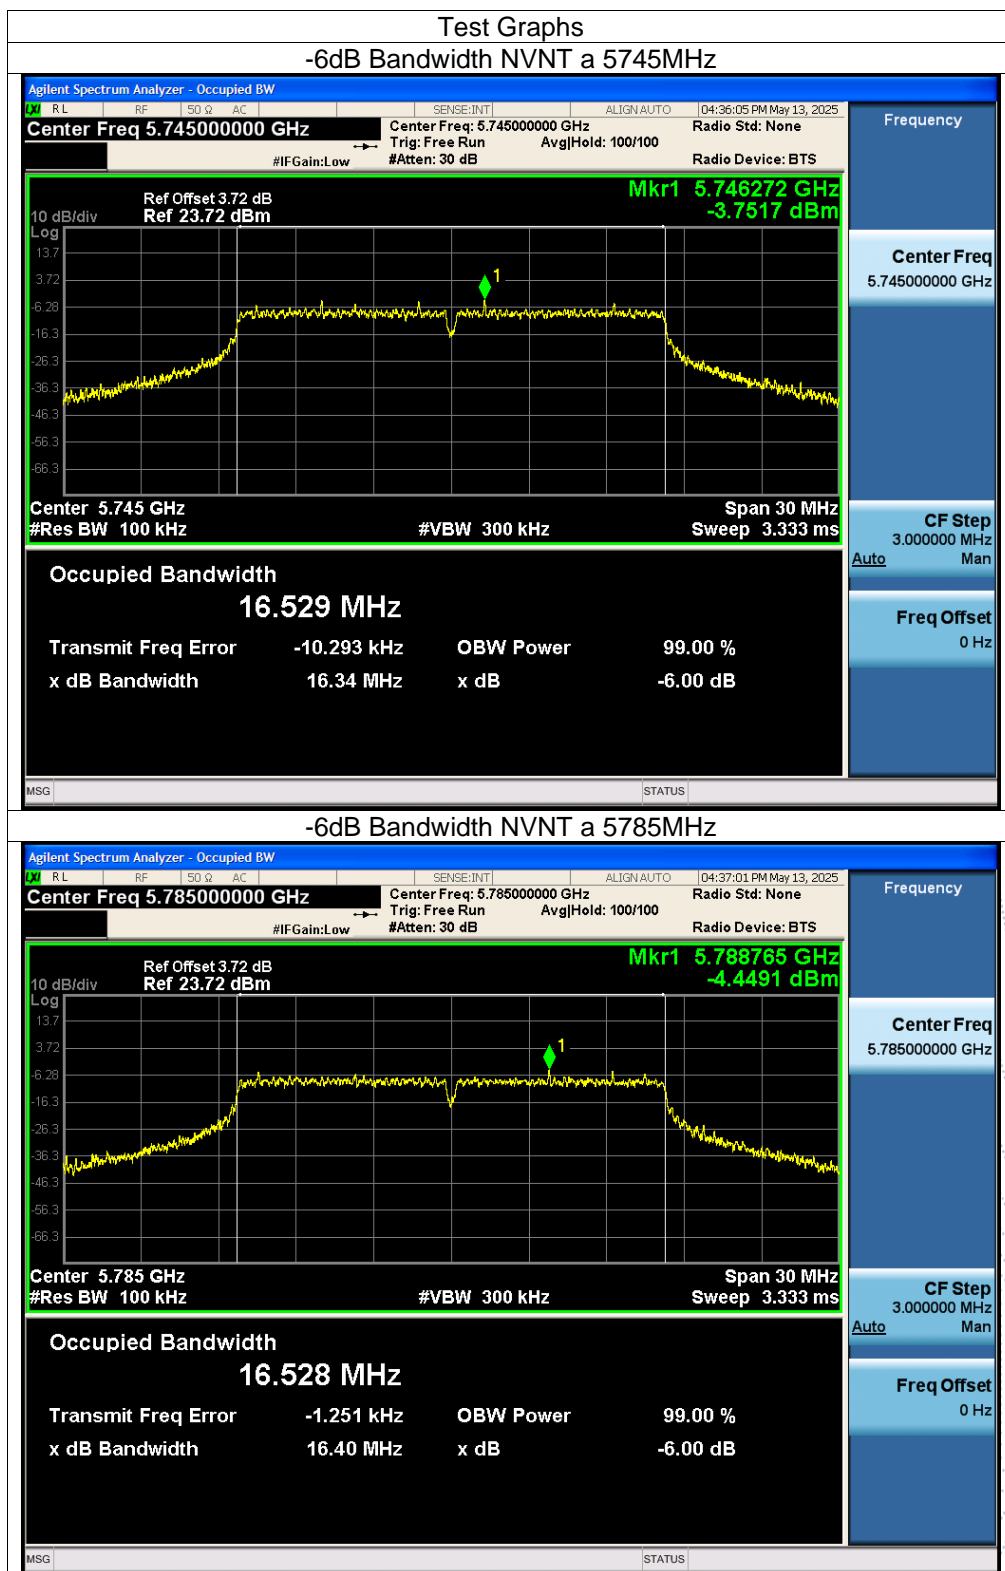 Test Graphs
-6dB Bandwidth NVNT a 5745MHz
Agilent Spectrum Analyzer - Occupied BW
LXI RL RF 50 Ω AC SENSE:INT ALIGN AUTO 04:36:05 PM May 13, 2025
Center Freq 5.745000000 GHz Center Freq: 5.745000000 GHz Radio Std: None Frequency
Trig: Free Run Avg|Hold: 100/100
#IFGain:Low #Atten: 30 dB Radio Device: BTS
Mkr1 5.746272 GHz
Ref Offset 3.72 dB
10 dB/div Ref 23.72 dBm -3.7517 dBm
Log
13.7
3.72
-6.28
-16.3
-26.3
-36.3
-46.3
-56.3
-66.3
1
Center Freq
5.745000000 GHz
Center 5.745 GHz Span 30 MHz
#Res BW 100 kHz #VBW 300 kHz Sweep 3.333 ms
CF Step
3.000000 MHz
Auto Man
Occupied Bandwidth
16.529 MHz
Freq Offset
0 Hz
Transmit Freq Error -10.293 kHz OBW Power 99.00 %
x dB Bandwidth 16.34 MHz x dB -6.00 dB
MSG STATUS
-6dB Bandwidth NVNT a 5785MHz
Agilent Spectrum Analyzer - Occupied BW
LXI RL RF 50 Ω AC SENSE:INT ALIGN AUTO 04:37:01 PM May 13, 2025
Center Freq 5.785000000 GHz Center Freq: 5.785000000 GHz Radio Std: None Frequency
Trig: Free Run Avg|Hold: 100/100
#IFGain:Low #Atten: 30 dB Radio Device: BTS
Mkr1 5.788765 GHz
Ref Offset 3.72 dB
10 dB/div Ref 23.72 dBm -4.4491 dBm
Log
13.7
3.72
-6.28
-16.3
-26.3
-36.3
-46.3
-56.3
-66.3
1
Center Freq
5.785000000 GHz
Center 5.785 GHz Span 30 MHz
#Res BW 100 kHz #VBW 300 kHz Sweep 3.333 ms
CF Step
3.000000 MHz
Auto Man
Occupied Bandwidth
16.528 MHz
Freq Offset
0 Hz
Transmit Freq Error -1.251 kHz OBW Power 99.00 %
x dB Bandwidth 16.40 MHz x dB -6.00 dB
MSG STATUS